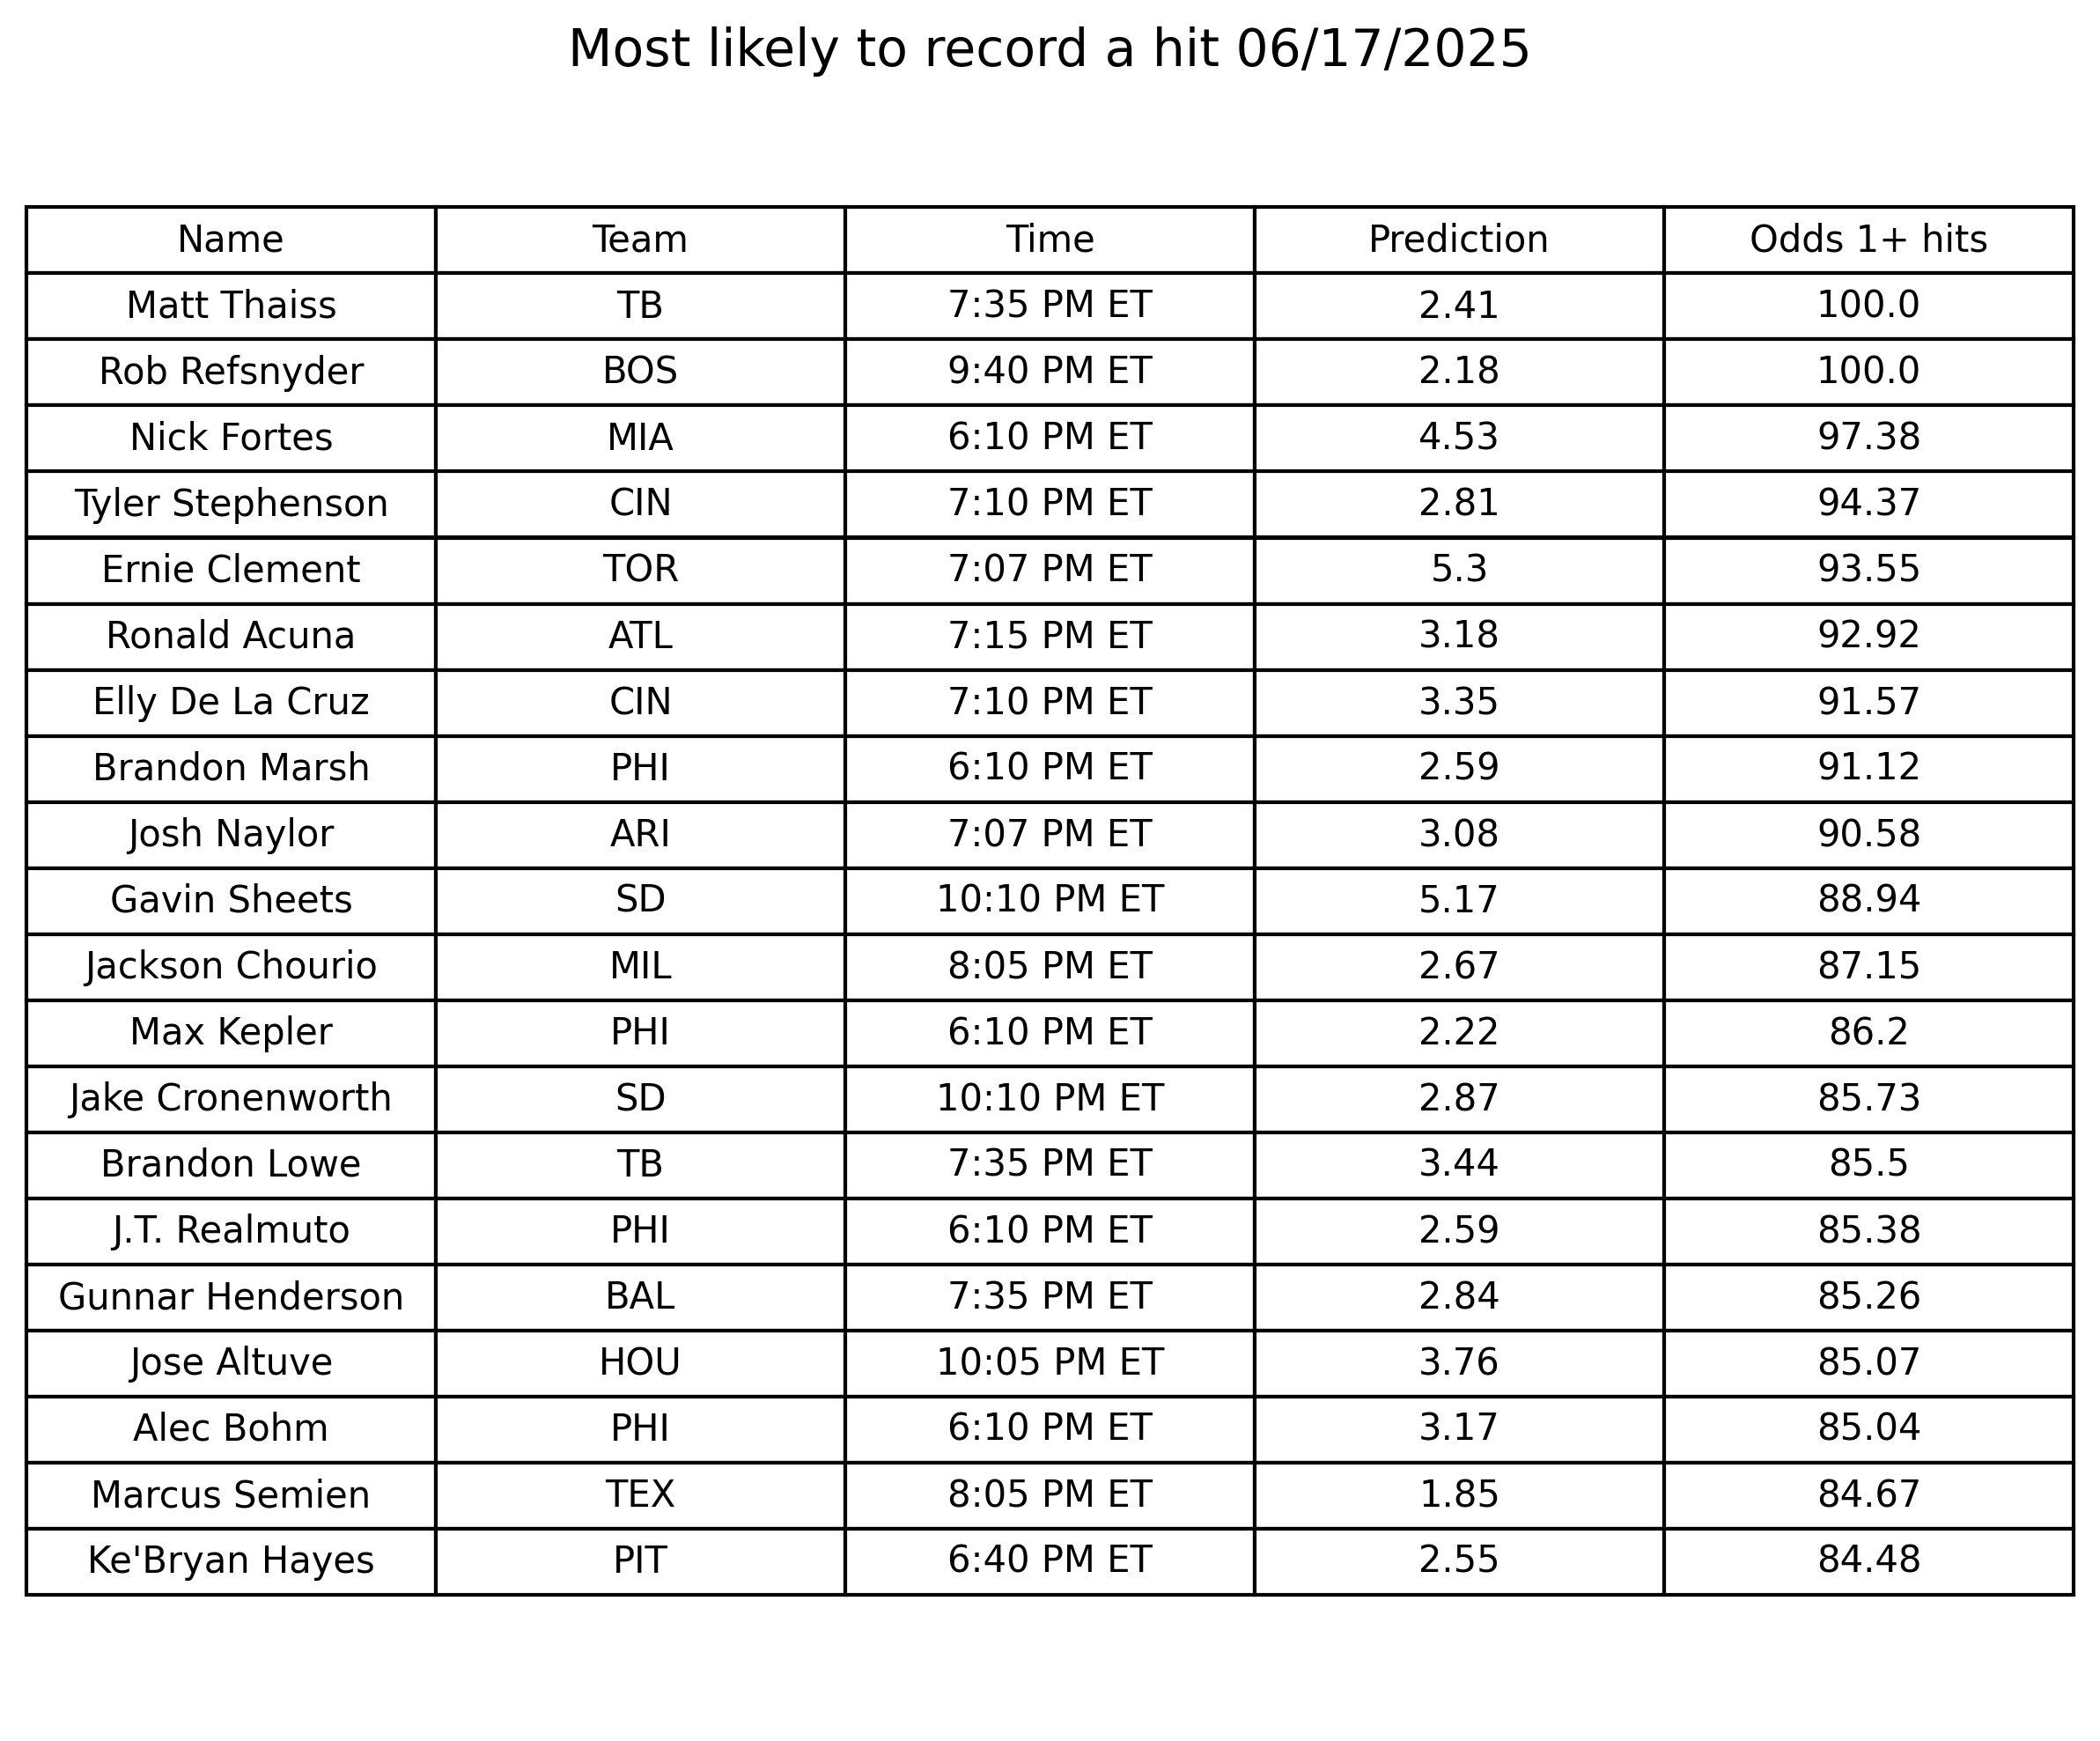 Most likely to record a hit 06/17/2025
Name Team Time Prediction Odds 1+ hits
Matt Thaiss TB 7:35 PM ET 2.41 100.0
Rob Refsnyder BOS 9:40 PM ET 2.18 100.0
Nick Fortes MIA 6:10 PM ET 4.53 97.38
Tyler Stephenson CIN 7:10 PM ET 2.81 94.37
Ernie Clement TOR 7:07 PM ET 5.3 93.55
Ronald Acuna ATL 7:15 PM ET 3.18 92.92
Elly De La Cruz CIN 7:10 PM ET 3.35 91.57
Brandon Marsh PHI 6:10 PM ET 2.59 91.12
Josh Naylor ARI 7:07 PM ET 3.08 90.58
Gavin Sheets SD 10:10 PM ET 5.17 88.94
Jackson Chourio MIL 8:05 PM ET 2.67 87.15
Max Kepler PHI 6:10 PM ET 2.22 86.2
Jake Cronenworth SD 10:10 PM ET 2.87 85.73
Brandon Lowe TB 7:35 PM ET 3.44 85.5
J.T. Realmuto PHI 6:10 PM ET 2.59 85.38
Gunnar Henderson BAL 7:35 PM ET 2.84 85.26
Jose Altuve HOU 10:05 PM ET 3.76 85.07
Alec Bohm PHI 6:10 PM ET 3.17 85.04
Marcus Semien TEX 8:05 PM ET 1.85 84.67
Ke'Bryan Hayes PIT 6:40 PM ET 2.55 84.48